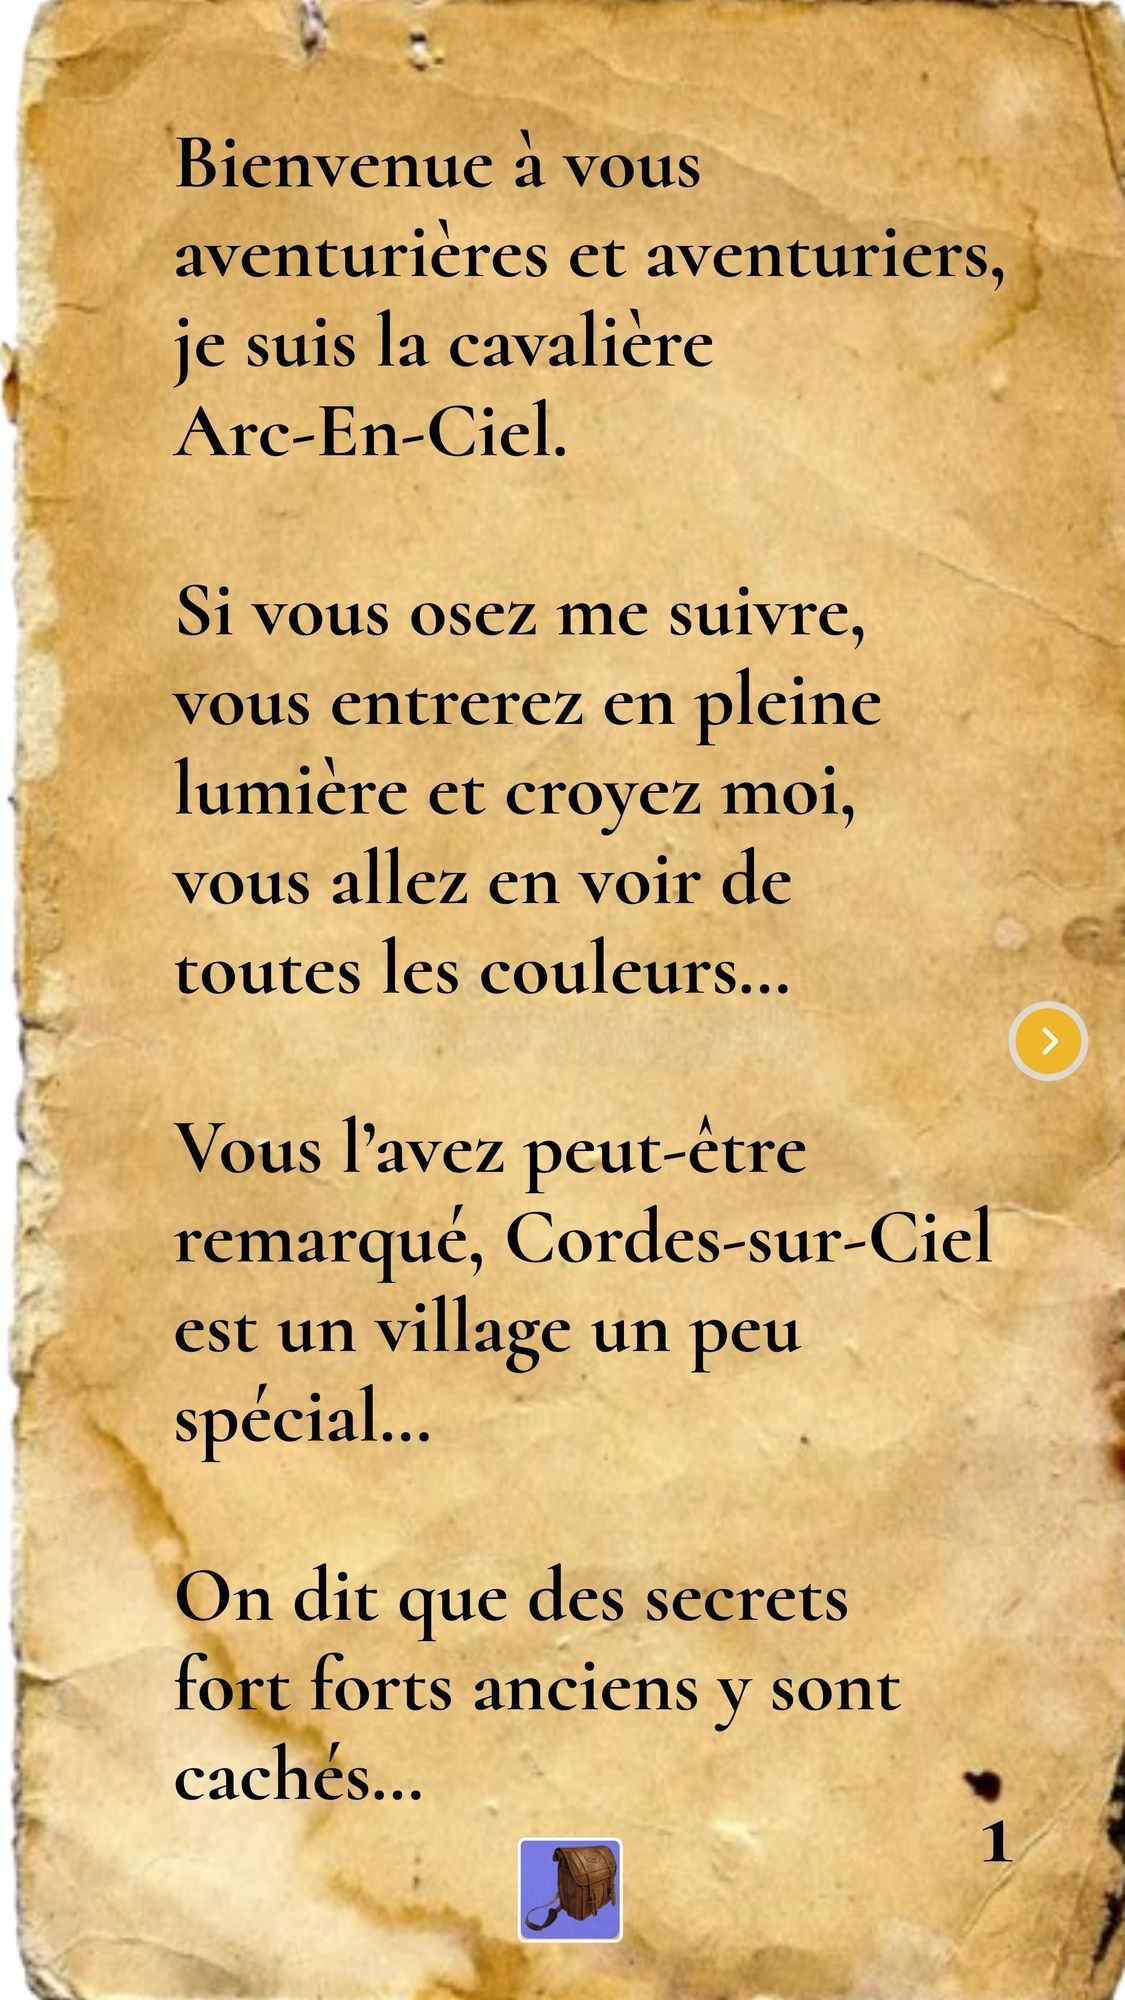 Bienvenue à vous
aventurières et aventuriers,
je suis la cavalière
Arc-En-Ciel.
Si vous osez me suivre,
vous entrerez en pleine
lumière et croyez moi,
vous allez en voir de
toutes les couleurs...
Vous l’avez peut-être
remarqué, Cordes-sur-Ciel
est un village un peu
spécial...
On dit que des secrets
fort forts anciens y sont
cachés...
1